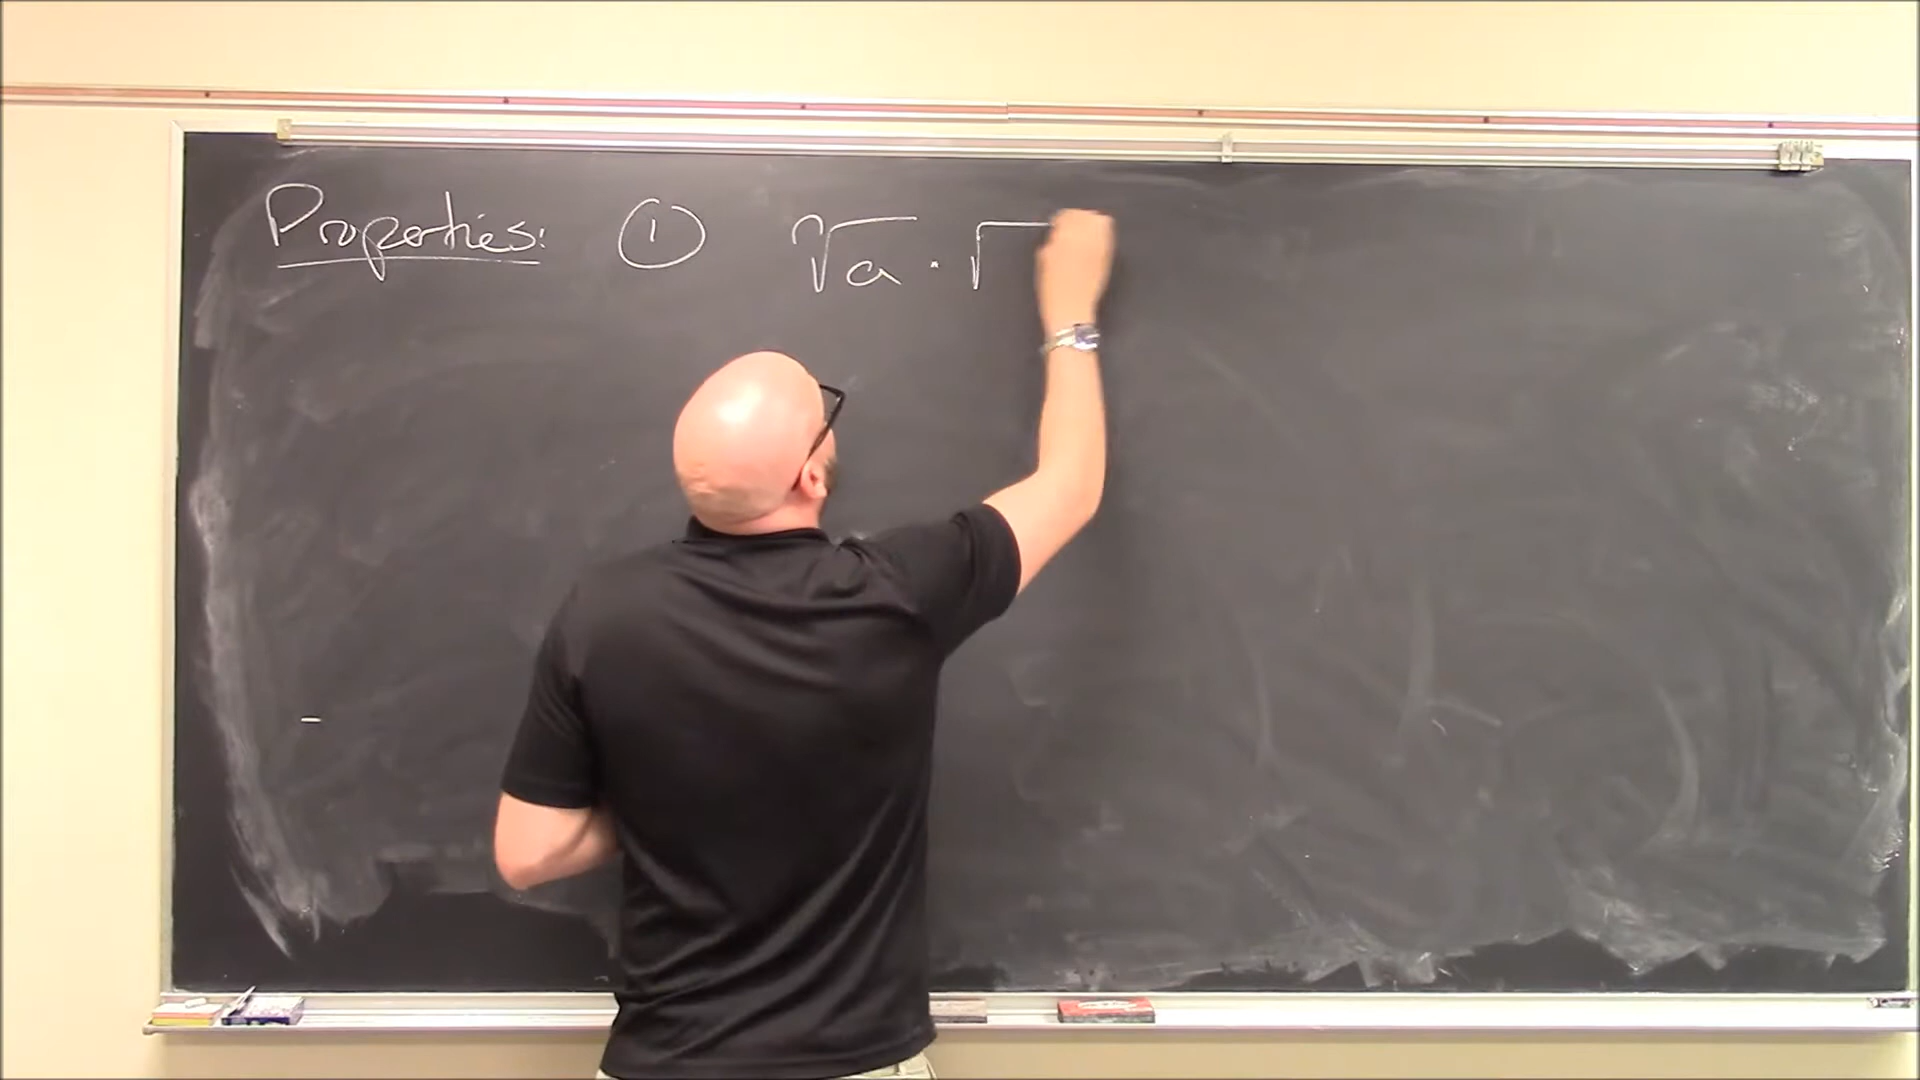 Properties: ① ⁿ√a · √